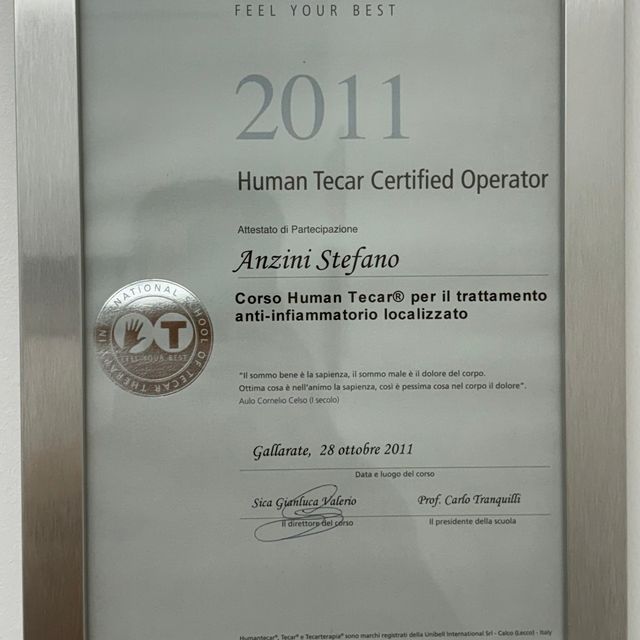 FEEL YOUR BEST
2011
Human Tecar Certified Operator
Attestato di Partecipazione
Anzini Stefano
Corso Human Tecar® per il trattamento
anti-infiammatorio localizzato
INTERNATIONAL SCHOOL OF TECAR THERAPY
T
FEEL YOUR BEST
"Il sommo bene è la sapienza, il sommo male è il dolore del corpo.
Ottima cosa è nell'animo la sapienza, così è pessima cosa nel corpo il dolore".
Aulo Cornelio Celso (I secolo)
Gallarate, 28 ottobre 2011
Data e luogo del corso
Sica Gianluca Valerio Prof. Carlo Tranquilli
Il direttore del corso Il presidente della scuola
Humantecar®, Tecar® e Tecarterapia® sono marchi registrati della Unibell International Srl - Calco (Lecco) - Italy